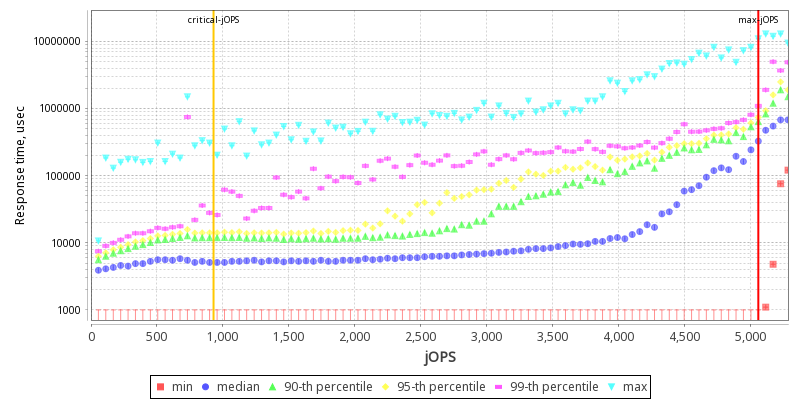 critical-jOPS
max-jOPS
Response time, usec
10000000
1000000
100000
10000
1000
0
500
1,000
1,500
2,000
2,500
3,000
3,500
4,000
4,500
5,000
jOPS
min
median
90-th percentile
95-th percentile
99-th percentile
max